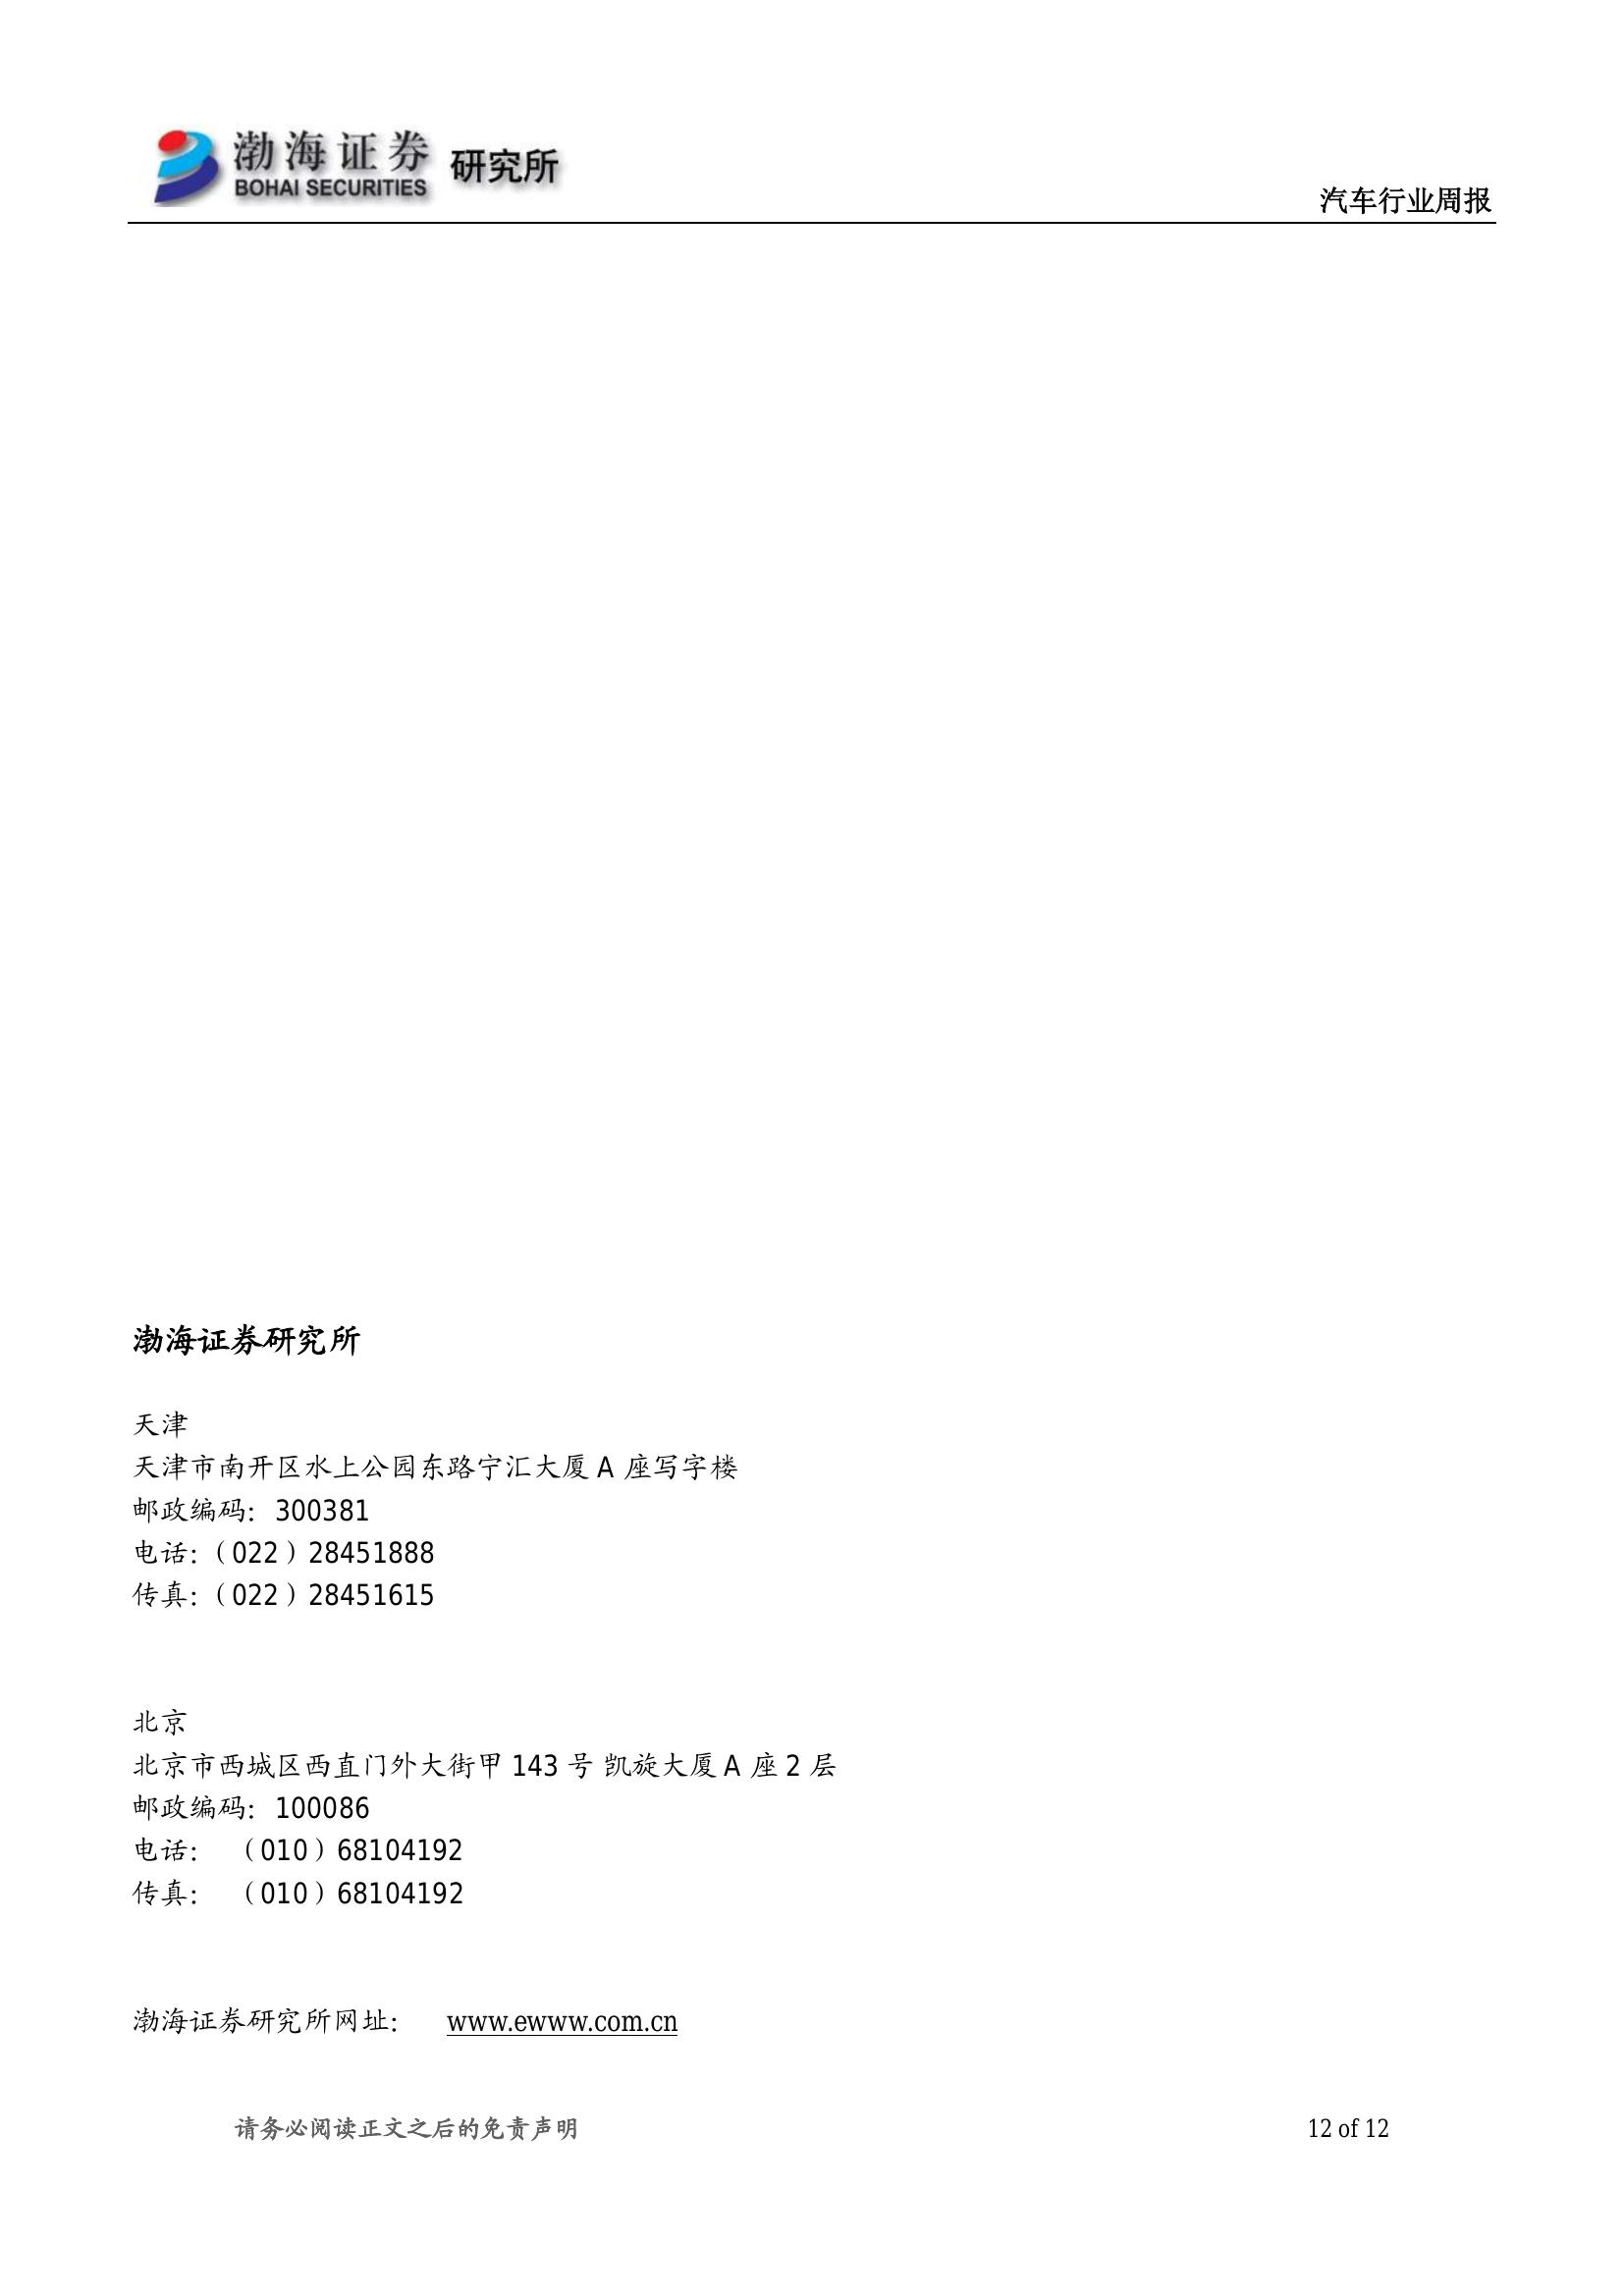 渤海证券
BOHAI SECURITIES
研究所
汽车行业周报
渤海证券研究所
天津
天津市南开区水上公园东路宁汇大厦 A 座写字楼
邮政编码：300381
电话：（022）28451888
传真：（022）28451615
北京
北京市西城区西直门外大街甲 143 号 凯旋大厦 A 座 2 层
邮政编码：100086
电话： （010）68104192
传真： （010）68104192
渤海证券研究所网址： www.ewww.com.cn
请务必阅读正文之后的免责声明 12 of 12